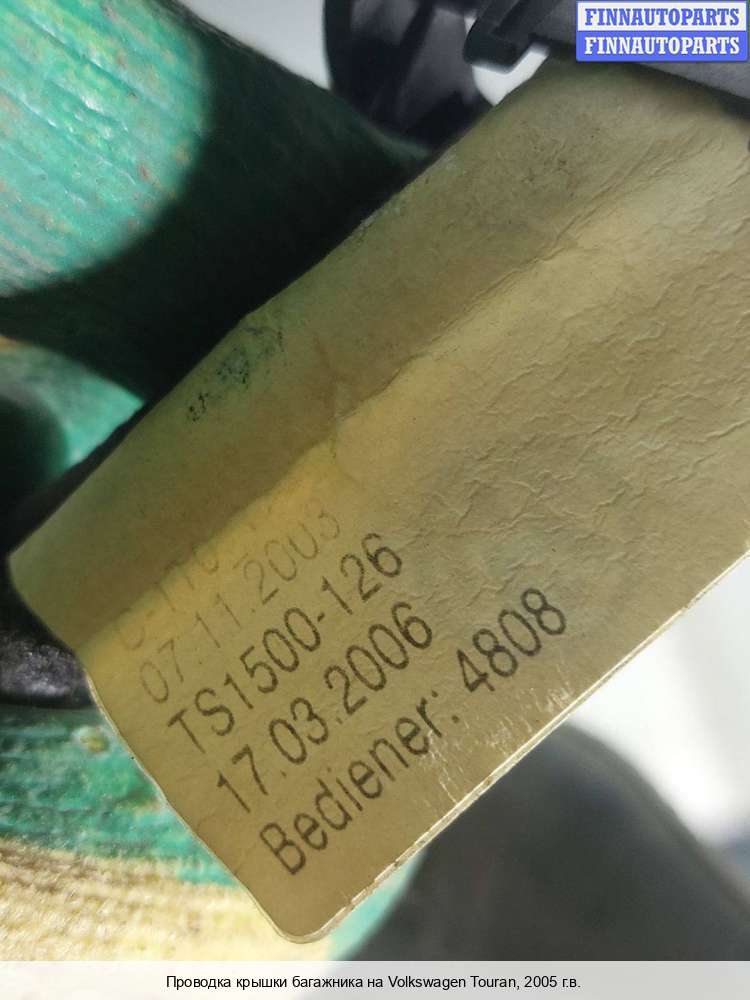 FINNAUTOPARTS
FINNAUTOPARTS
07.11.2003
TS1500-126
17.03.2006
Bediener: 4808
Проводка крышки багажника на Volkswagen Touran, 2005 г.в.